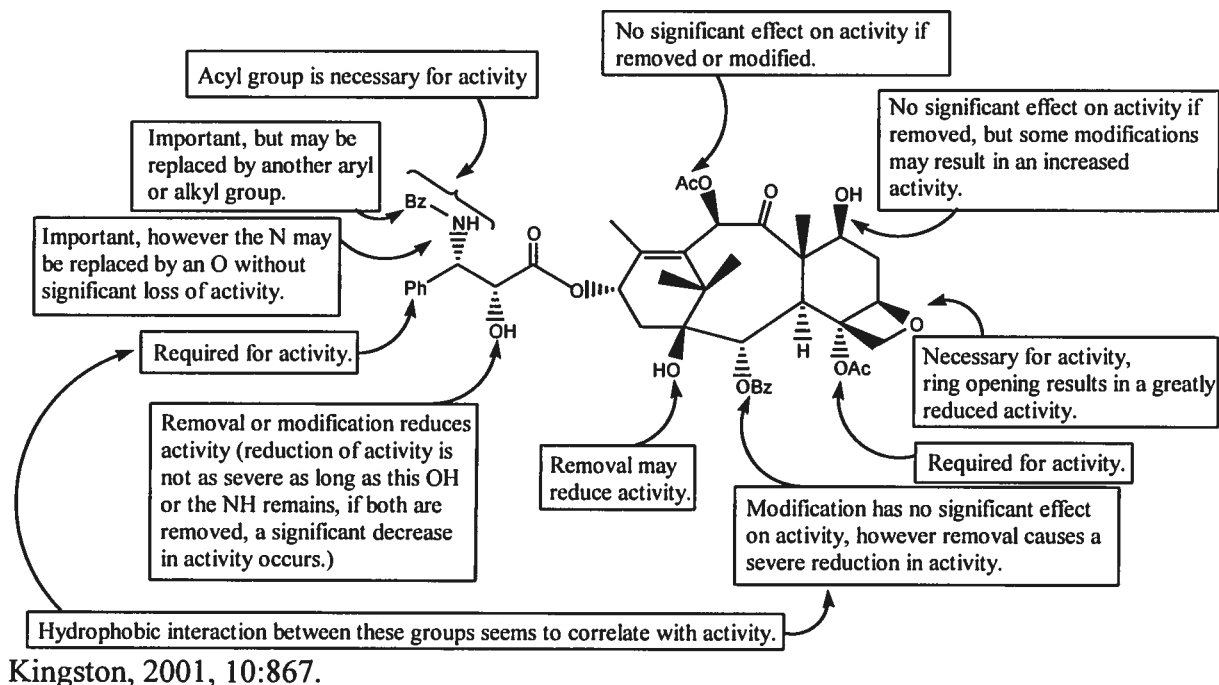 No significant effect on activity if
removed or modified.
Acyl group is necessary for activity
No significant effect on activity if
removed, but some modifications
may result in an increased
activity.
Important, but may be
replaced by another aryl
or alkyl group.
Important, however the N may
be replaced by an O without
significant loss of activity.
Required for activity.
Removal or modification reduces
activity (reduction of activity is
not as severe as long as this OH
or the NH remains, if both are
removed, a significant decrease
in activity occurs.)
AcO
O
OH
Bz
NH
O
Ph
O
OH
HO
H
O
OBz
OAc
Removal may
reduce activity.
Necessary for activity,
ring opening results in a greatly
reduced activity.
Required for activity.
Modification has no significant effect
on activity, however removal causes a
severe reduction in activity.
Hydrophobic interaction between these groups seems to correlate with activity.
Kingston, 2001, 10:867.